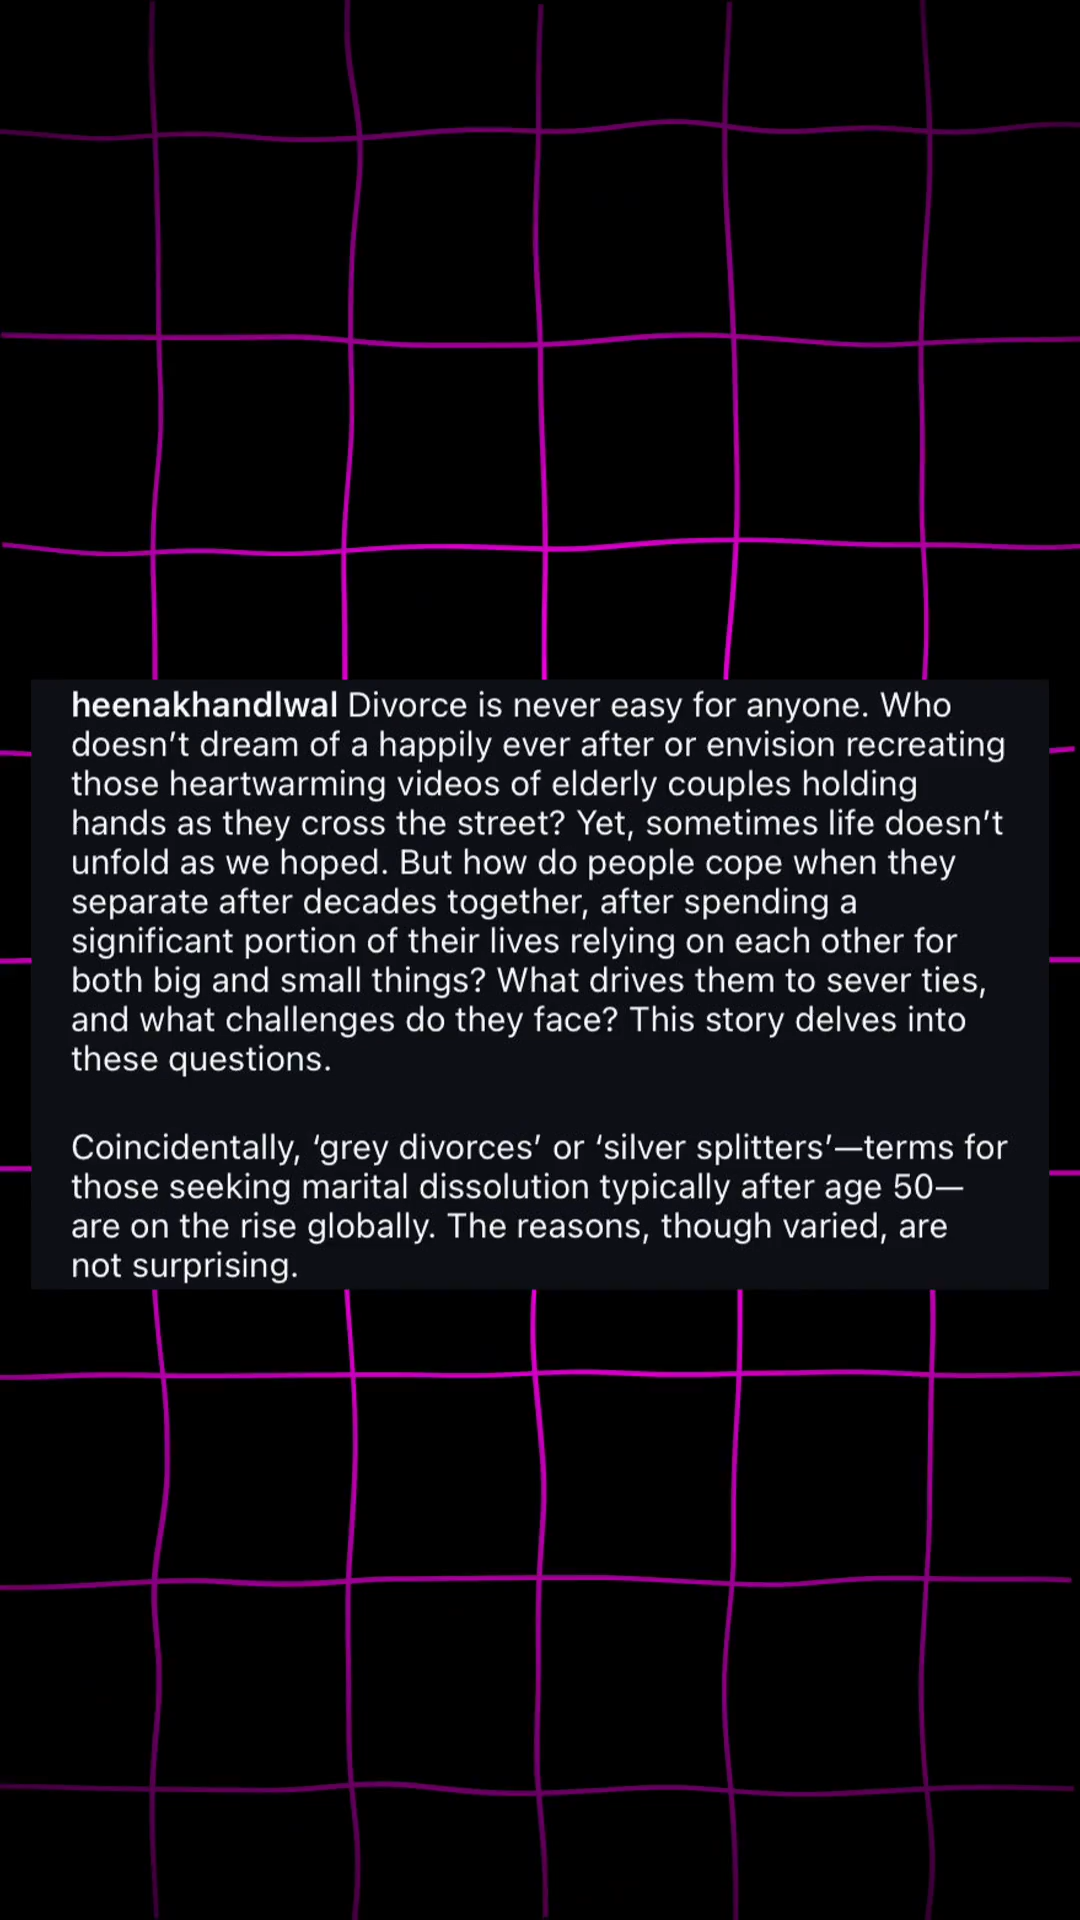 heenakhandlwal Divorce is never easy for anyone. Who
doesn’t dream of a happily ever after or envision recreating
those heartwarming videos of elderly couples holding
hands as they cross the street? Yet, sometimes life doesn’t
unfold as we hoped. But how do people cope when they
separate after decades together, after spending a
significant portion of their lives relying on each other for
both big and small things? What drives them to sever ties,
and what challenges do they face? This story delves into
these questions.
Coincidentally, ‘grey divorces’ or ‘silver splitters’—terms for
those seeking marital dissolution typically after age 50—
are on the rise globally. The reasons, though varied, are
not surprising.